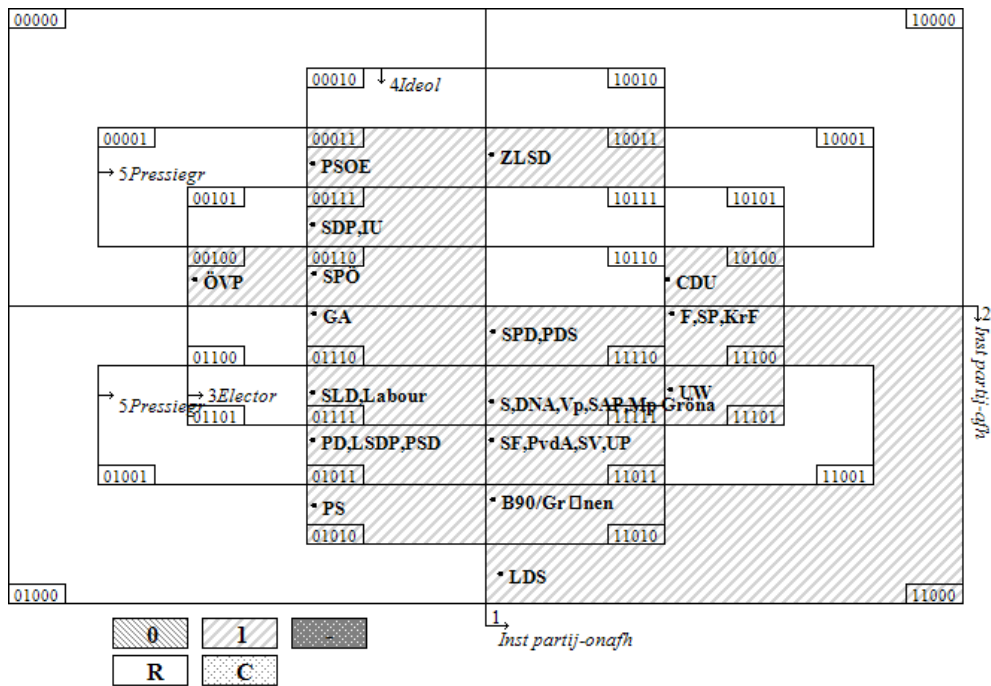 00000 10000
00010 4Ideol 10010
00001 00011 10011 10001
PSOE ZLSD
5Pressiegr
00101 00111 10111 10101
SDP,IU
00100 00110 10110 10100
ÖVP SPÖ CDU
GA F,SP,KrF 2
SPD,PDS
Inst partij-afh
01100 01110 11110 11100
5Pressiegr 3Elector SLD,Labour S,DNA,Vp,SAP,Mp-Gröna UW
01101 01111 11111 11101
PD,LSDP,PSD SF,PvdA,SV,UP
01001 01011 11011 11001
PS B90/Gr□nen
01010 11010
LDS
01000 11000
1
Inst partij-onafh
0 1 -
R C